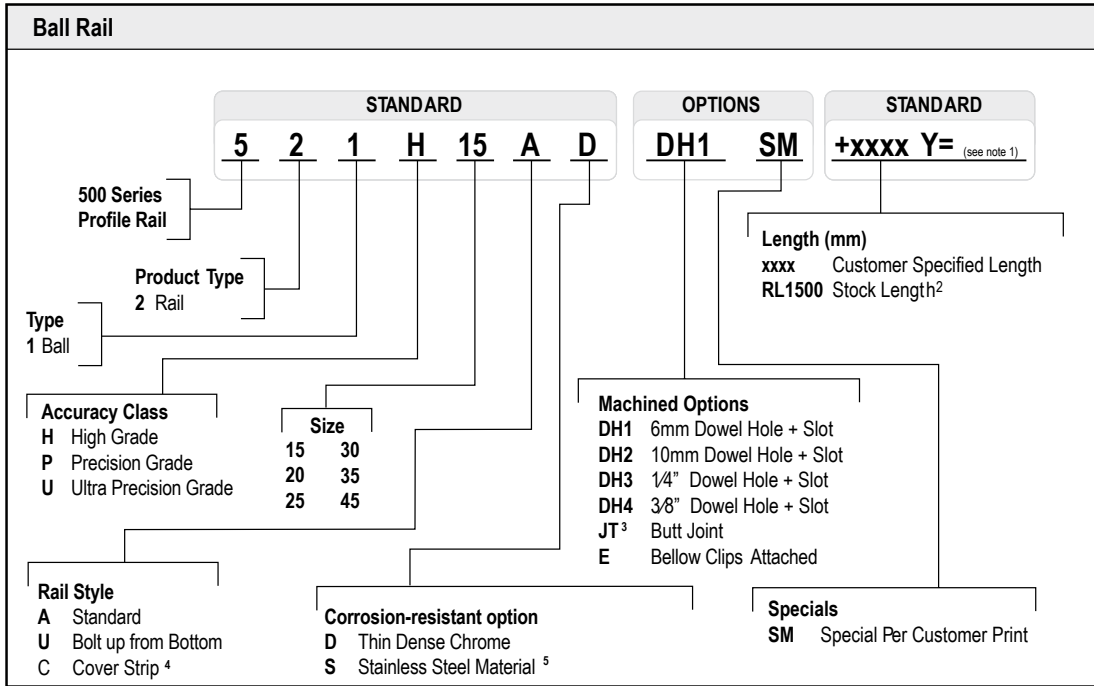 Ball Rail
STANDARD
OPTIONS
STANDARD
5 2 1 H 15 A D DH1 SM +xxxx Y= (see note 1)
500 Series
Profile Rail
Product Type
2 Rail
Type
1 Ball
Length (mm)
xxxx Customer Specified Length
RL1500 Stock Length2
Accuracy Class
H High Grade
P Precision Grade
U Ultra Precision Grade
Size
15 30
20 35
25 45
Machined Options
DH1 6mm Dowel Hole + Slot
DH2 10mm Dowel Hole + Slot
DH3 1/4” Dowel Hole + Slot
DH4 3/8” Dowel Hole + Slot
JT 3 Butt Joint
E Bellow Clips Attached
Rail Style
A Standard
U Bolt up from Bottom
C Cover Strip 4
Corrosion-resistant option
D Thin Dense Chrome
S Stainless Steel Material 5
Specials
SM Special Per Customer Print